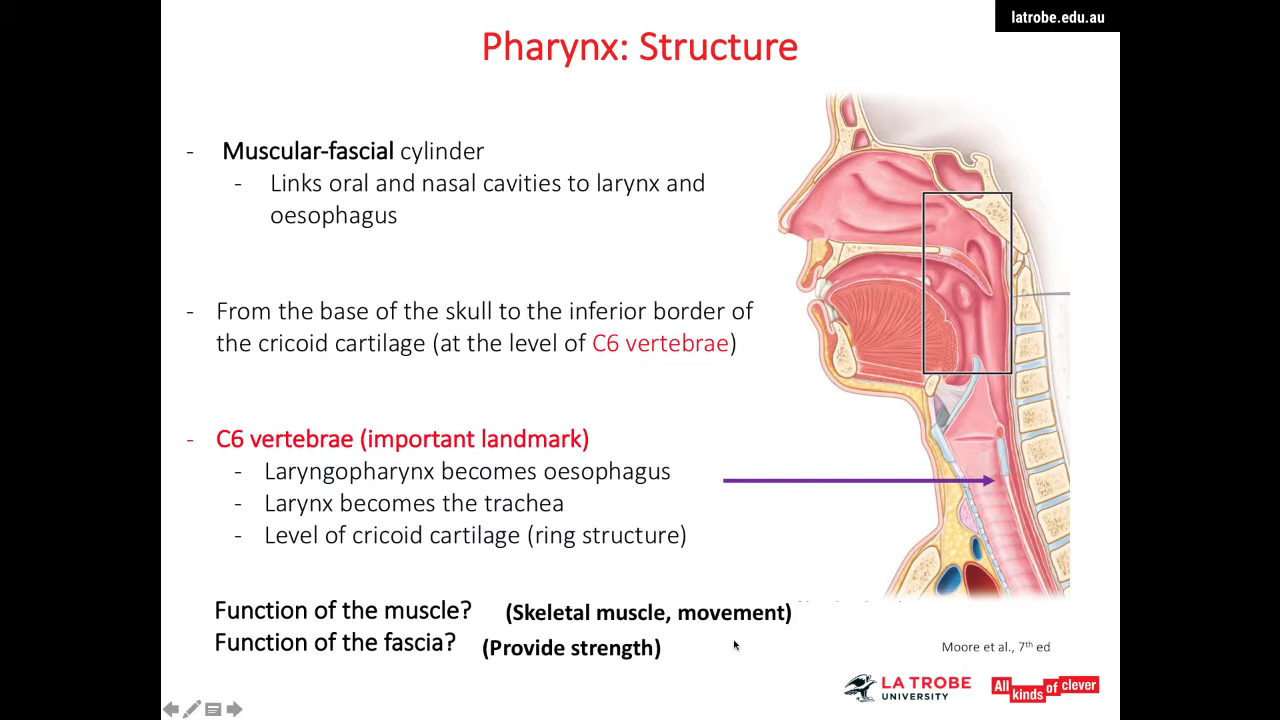 latrobe.edu.au
Pharynx: Structure
- Muscular-fascial cylinder
- Links oral and nasal cavities to larynx and
oesophagus
- From the base of the skull to the inferior border of
the cricoid cartilage (at the level of C6 vertebrae)
- C6 vertebrae (important landmark)
- Laryngopharynx becomes oesophagus
- Larynx becomes the trachea
- Level of cricoid cartilage (ring structure)
Function of the muscle? (Skeletal muscle, movement)
Function of the fascia? (Provide strength)
Moore et al., 7th ed
LA TROBE
UNIVERSITY
All kinds of clever